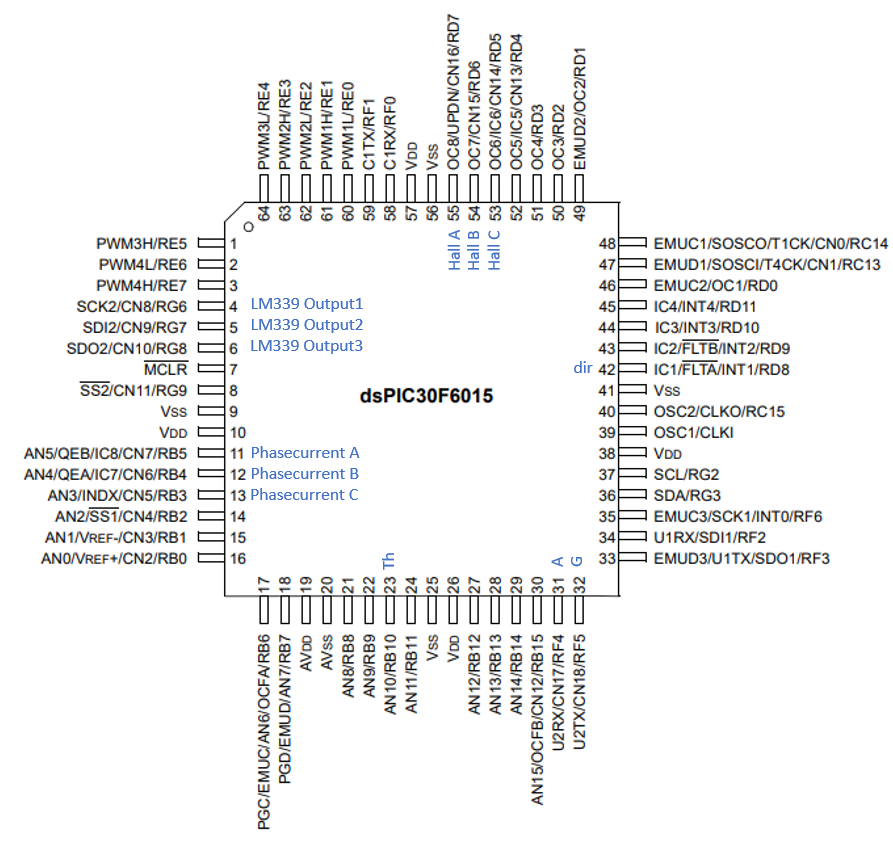 PWM3L/RE4
PWM2H/RE3
PWM2L/RE2
PWM1H/RE1
PWM1L/RE0
C1TX/RF1
C1RX/RF0
VDD
VSS
OC8/UPDN/CN16/RD7
OC7/CN15/RD6
OC6/IC6/CN14/RD5
OC5/IC5/CN13/RD4
OC4/RD3
OC3/RD2
EMUD2/OC2/RD1
64 63 62 61 60 59 58 57 56 55 54 53 52 51 50 49
Hall A
Hall B
Hall C
PWM3H/RE5 1
PWM4L/RE6 2
PWM4H/RE7 3
SCK2/CN8/RG6 4 LM339 Output1
SDI2/CN9/RG7 5 LM339 Output2
SDO2/CN10/RG8 6 LM339 Output3
MCLR 7
SS2/CN11/RG9 8
VSS 9
VDD 10
AN5/QEB/IC8/CN7/RB5 11 Phasecurrent A
AN4/QEA/IC7/CN6/RB4 12 Phasecurrent B
AN3/INDX/CN5/RB3 13 Phasecurrent C
AN2/SS1/CN4/RB2 14
AN1/VREF-/CN3/RB1 15
AN0/VREF+/CN2/RB0 16
dsPIC30F6015
48 EMUC1/SOSCO/T1CK/CN0/RC14
47 EMUD1/SOSCI/T4CK/CN1/RC13
46 EMUC2/OC1/RD0
45 IC4/INT4/RD11
44 IC3/INT3/RD10
43 IC2/FLTB/INT2/RD9
dir 42 IC1/FLTA/INT1/RD8
41 VSS
40 OSC2/CLKO/RC15
39 OSC1/CLKI
38 VDD
37 SCL/RG2
36 SDA/RG3
35 EMUC3/SCK1/INT0/RF6
34 U1RX/SDI1/RF2
33 EMUD3/U1TX/SDO1/RF3
Th
A
G
17 18 19 20 21 22 23 24 25 26 27 28 29 30 31 32
PGC/EMUC/AN6/OCFA/RB6
PGD/EMUD/AN7/RB7
AVDD
AVSS
AN8/RB8
AN9/RB9
AN10/RB10
AN11/RB11
VSS
VDD
AN12/RB12
AN13/RB13
AN14/RB14
AN15/OCFB/CN12/RB15
U2RX/CN17/RF4
U2TX/CN18/RF5